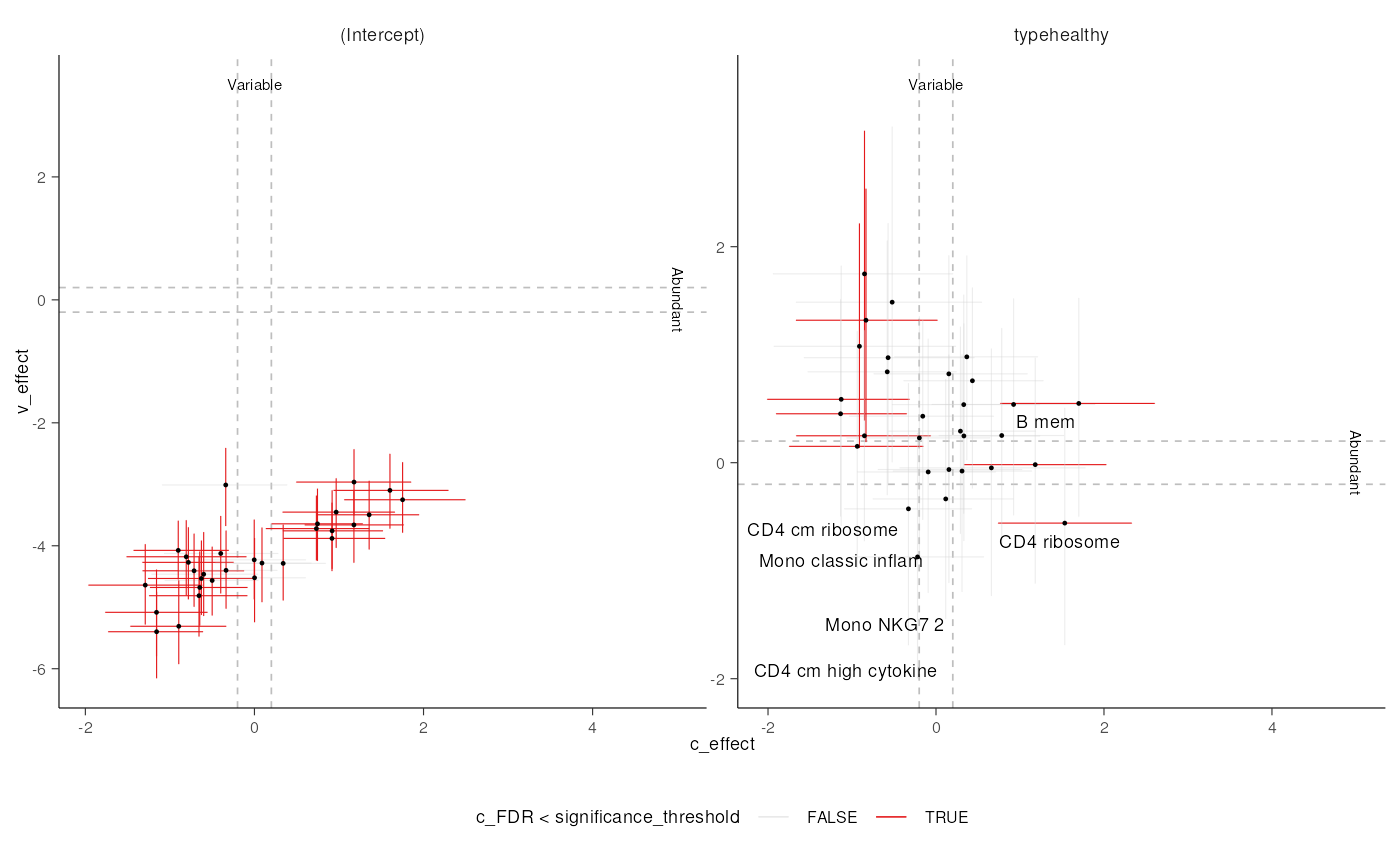 (Intercept)
typehealthy
Variable
Variable
2
0
-2
-4
-6
v_effect
Abundant
2
0
-2
Abundant
B mem
CD4 cm ribosome
CD4 ribosome
Mono classic inflam
Mono NKG7 2
CD4 cm high cytokine
-2
0
2
4
-2
0
2
4
c_effect
c_FDR < significance_threshold
FALSE
TRUE